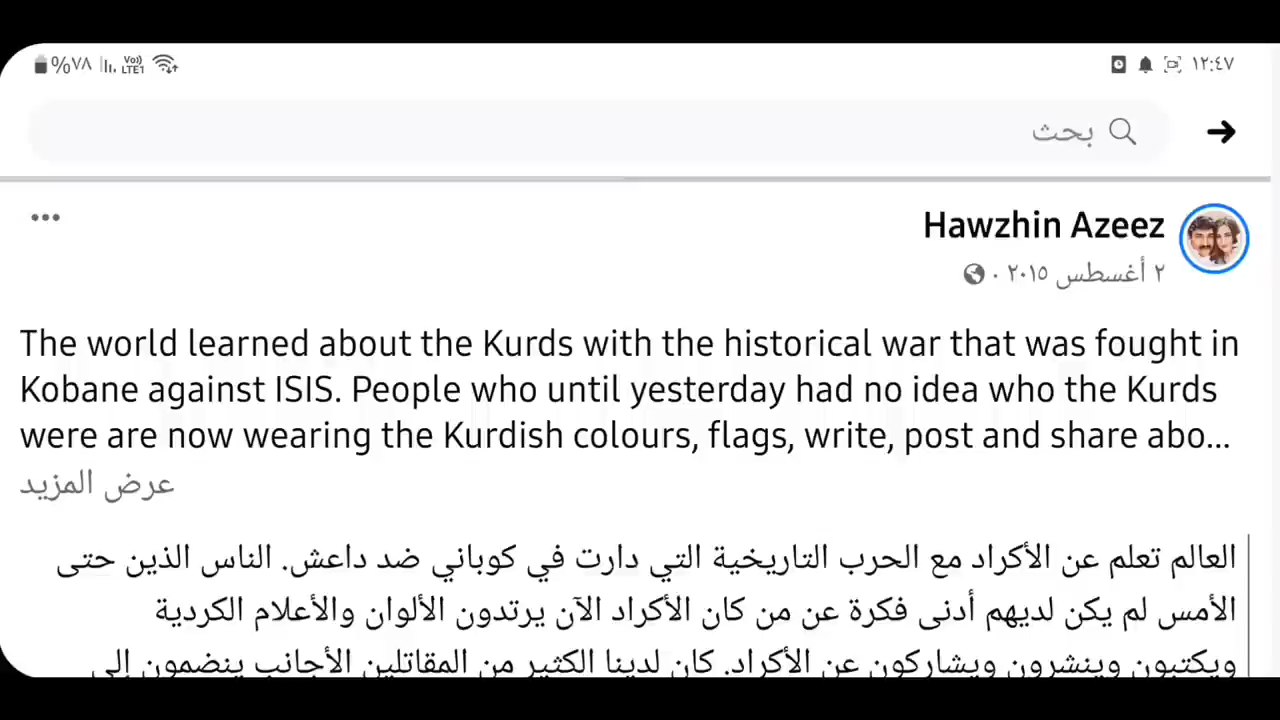 %٧٨ Vo)) LTE1 ١٢:٤٧
بحث
Hawzhin Azeez
٢ أغسطس ٢٠١٥ ·
The world learned about the Kurds with the historical war that was fought in
Kobane against ISIS. People who until yesterday had no idea who the Kurds
were are now wearing the Kurdish colours, flags, write, post and share abo...
عرض المزيد
العالم تعلم عن الأكراد مع الحرب التاريخية التي دارت في كوباني ضد داعش. الناس الذين حتى
الأمس لم يكن لديهم أدنى فكرة عن من كان الأكراد الآن يرتدون الألوان والأعلام الكردية
ويكتبون وينشرون ويشاركون عن الأكراد. كان لدينا الكثير من المقاتلين الأجانب ينضمون إلى